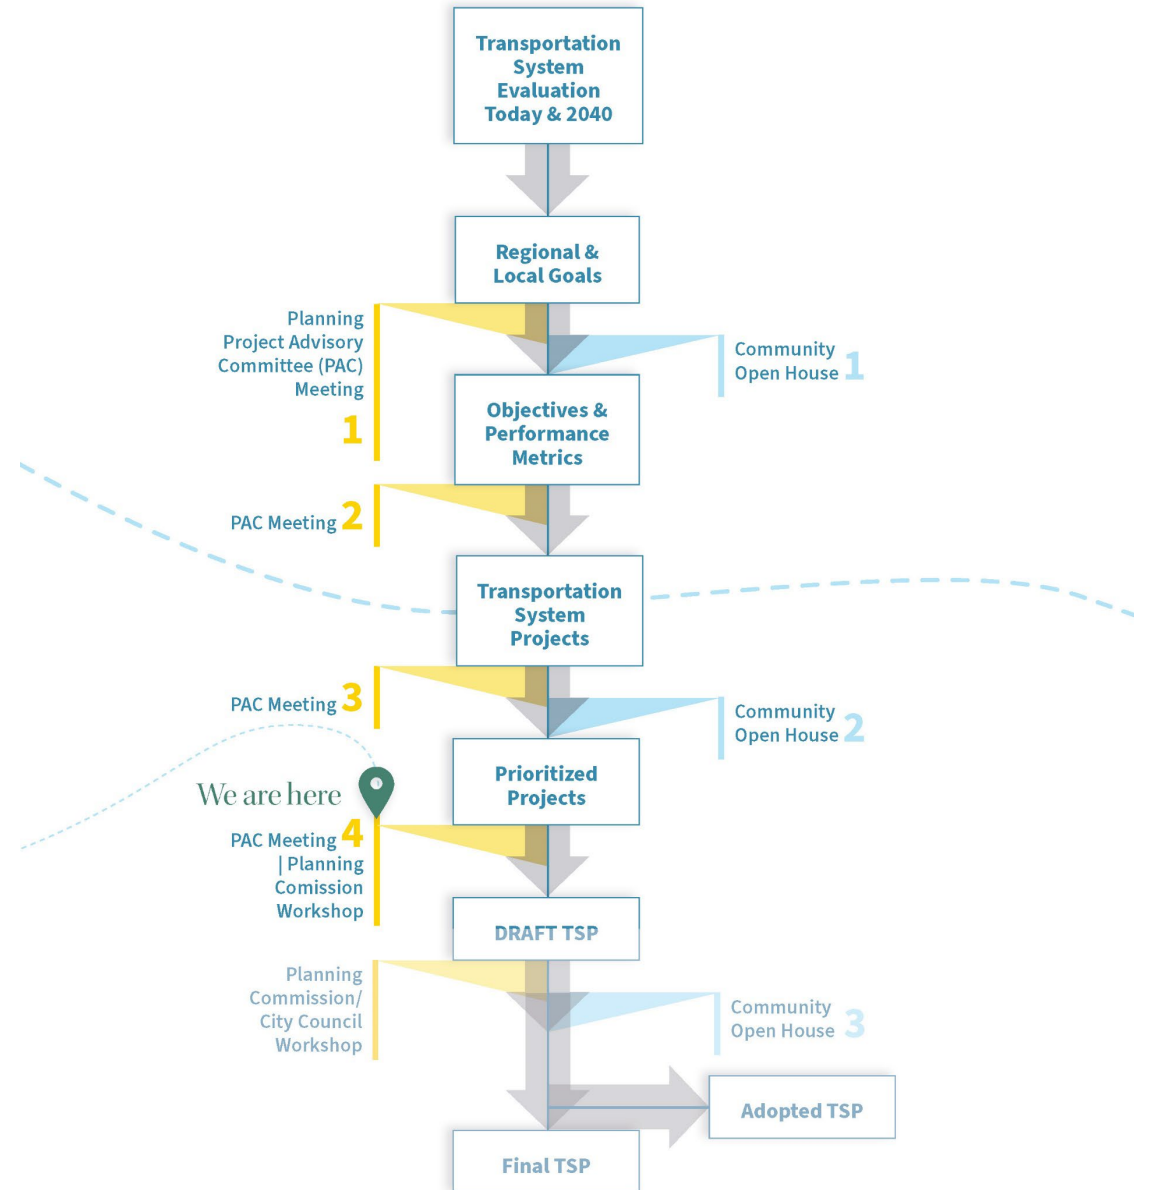 Transportation
System
Evaluation
Today & 2040
Regional &
Local Goals
Planning
Project Advisory
Committee (PAC)
Meeting
1
Community
Open House 1
Objectives &
Performance
Metrics
PAC Meeting 2
Transportation
System
Projects
PAC Meeting 3
Community
Open House 2
Prioritized
Projects
We are here
PAC Meeting 4
| Planning
Comission
Workshop
DRAFT TSP
Planning
Commission/
City Council
Workshop
Community
Open House 3
Adopted TSP
Final TSP